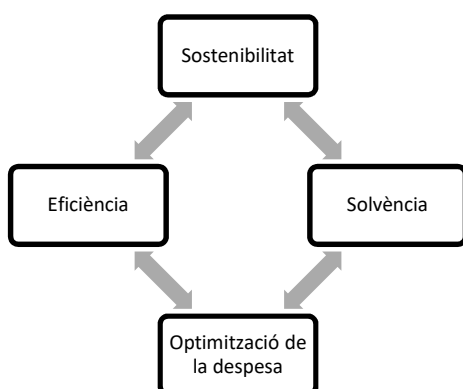 Sostenibilitat
Eficiència
Solvència
Optimització de
la despesa